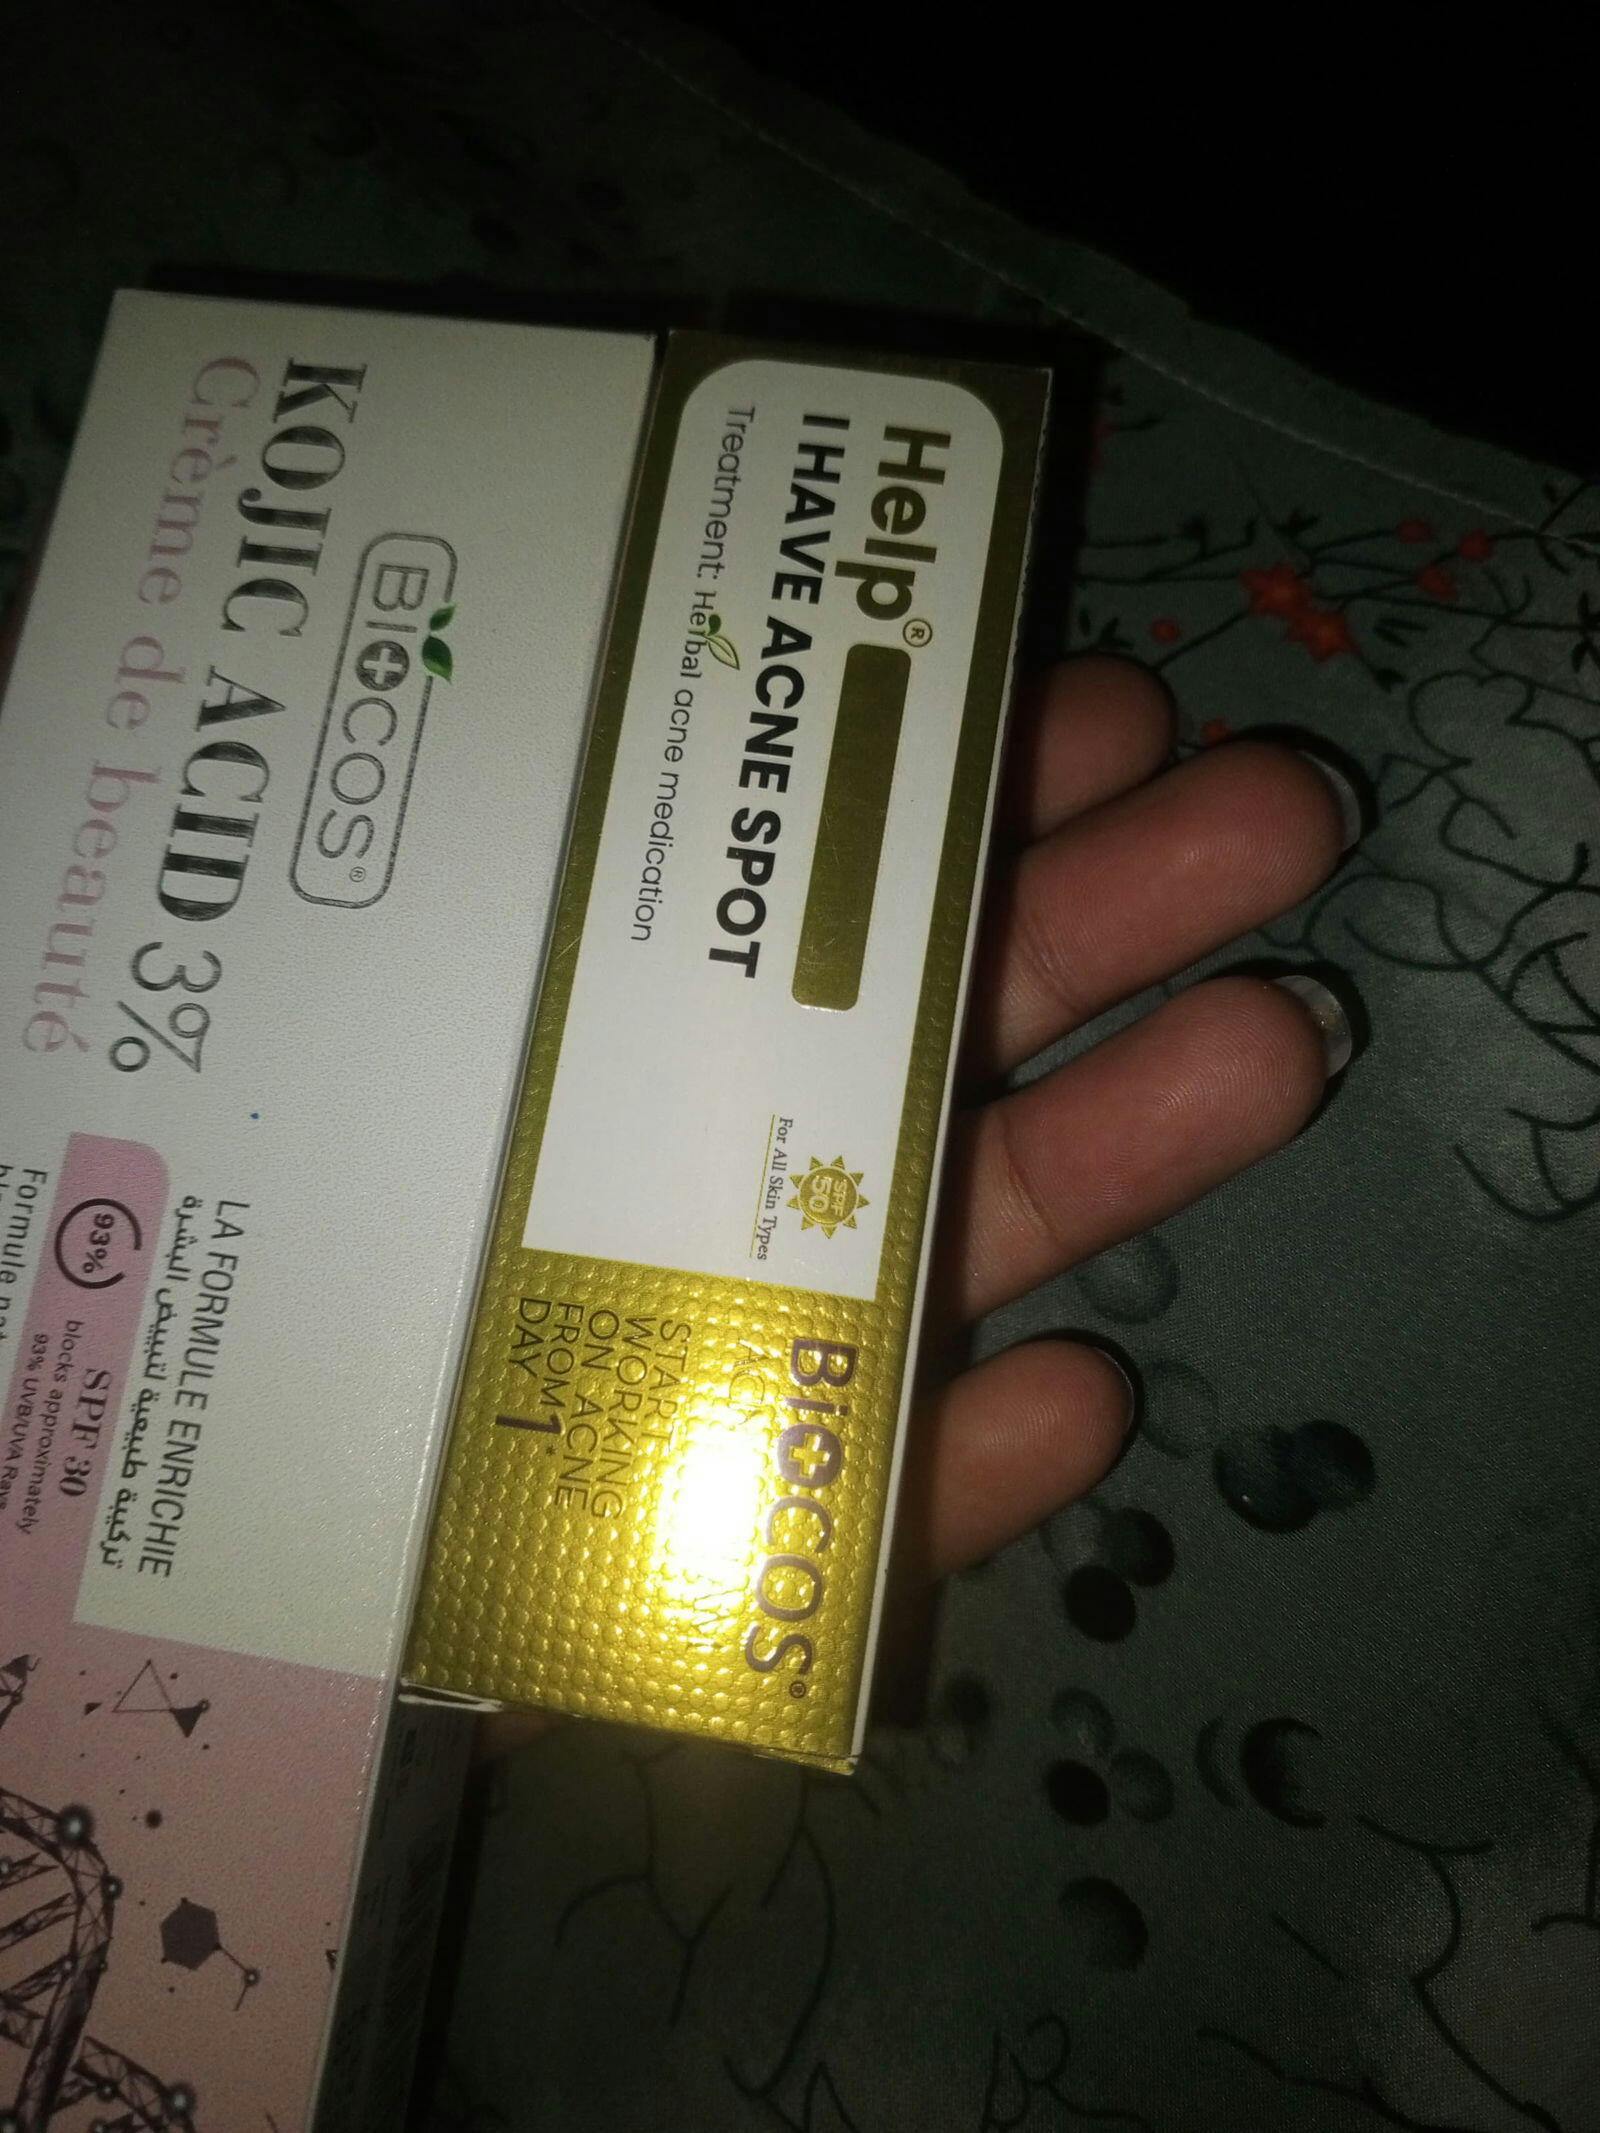 BIOCOS®
KOJIC ACID 3%
Crème de beauté
LA FORMULE ENRICHIE
تركيبة طبيعية لتبييض البشرة
93%
SPF 30
blocks approximately
93% UVB/UVA Rays
Formule
Help®
I HAVE ACNE SPOT
Treatment: Herbal acne medication
SPF
50
For All Skin Types
BIOCOS®
START
WORKING
ON ACNE
FROM 1*
DAY